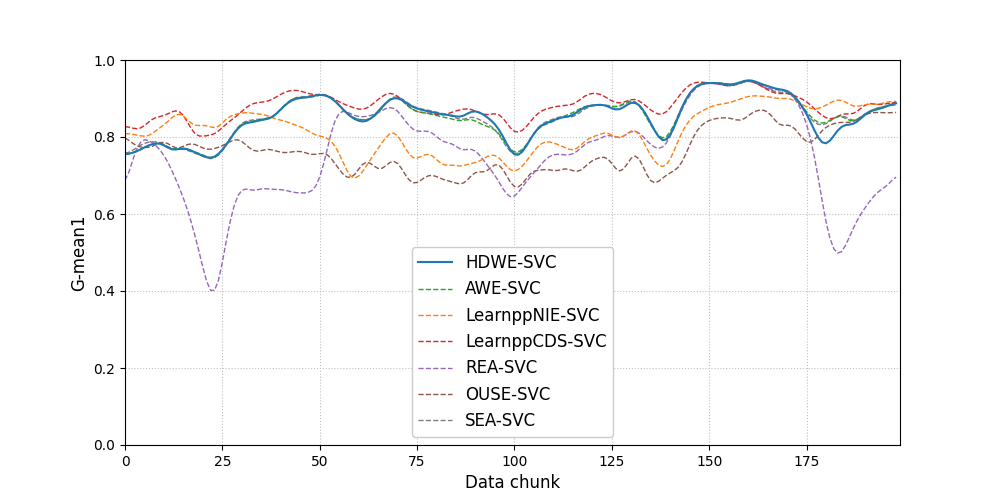 G-mean1
1.0
0.8
0.6
0.4
0.2
0.0
HDWE-SVC
AWE-SVC
LearnppNIE-SVC
LearnppCDS-SVC
REA-SVC
OUSE-SVC
SEA-SVC
0 25 50 75 100 125 150 175
Data chunk